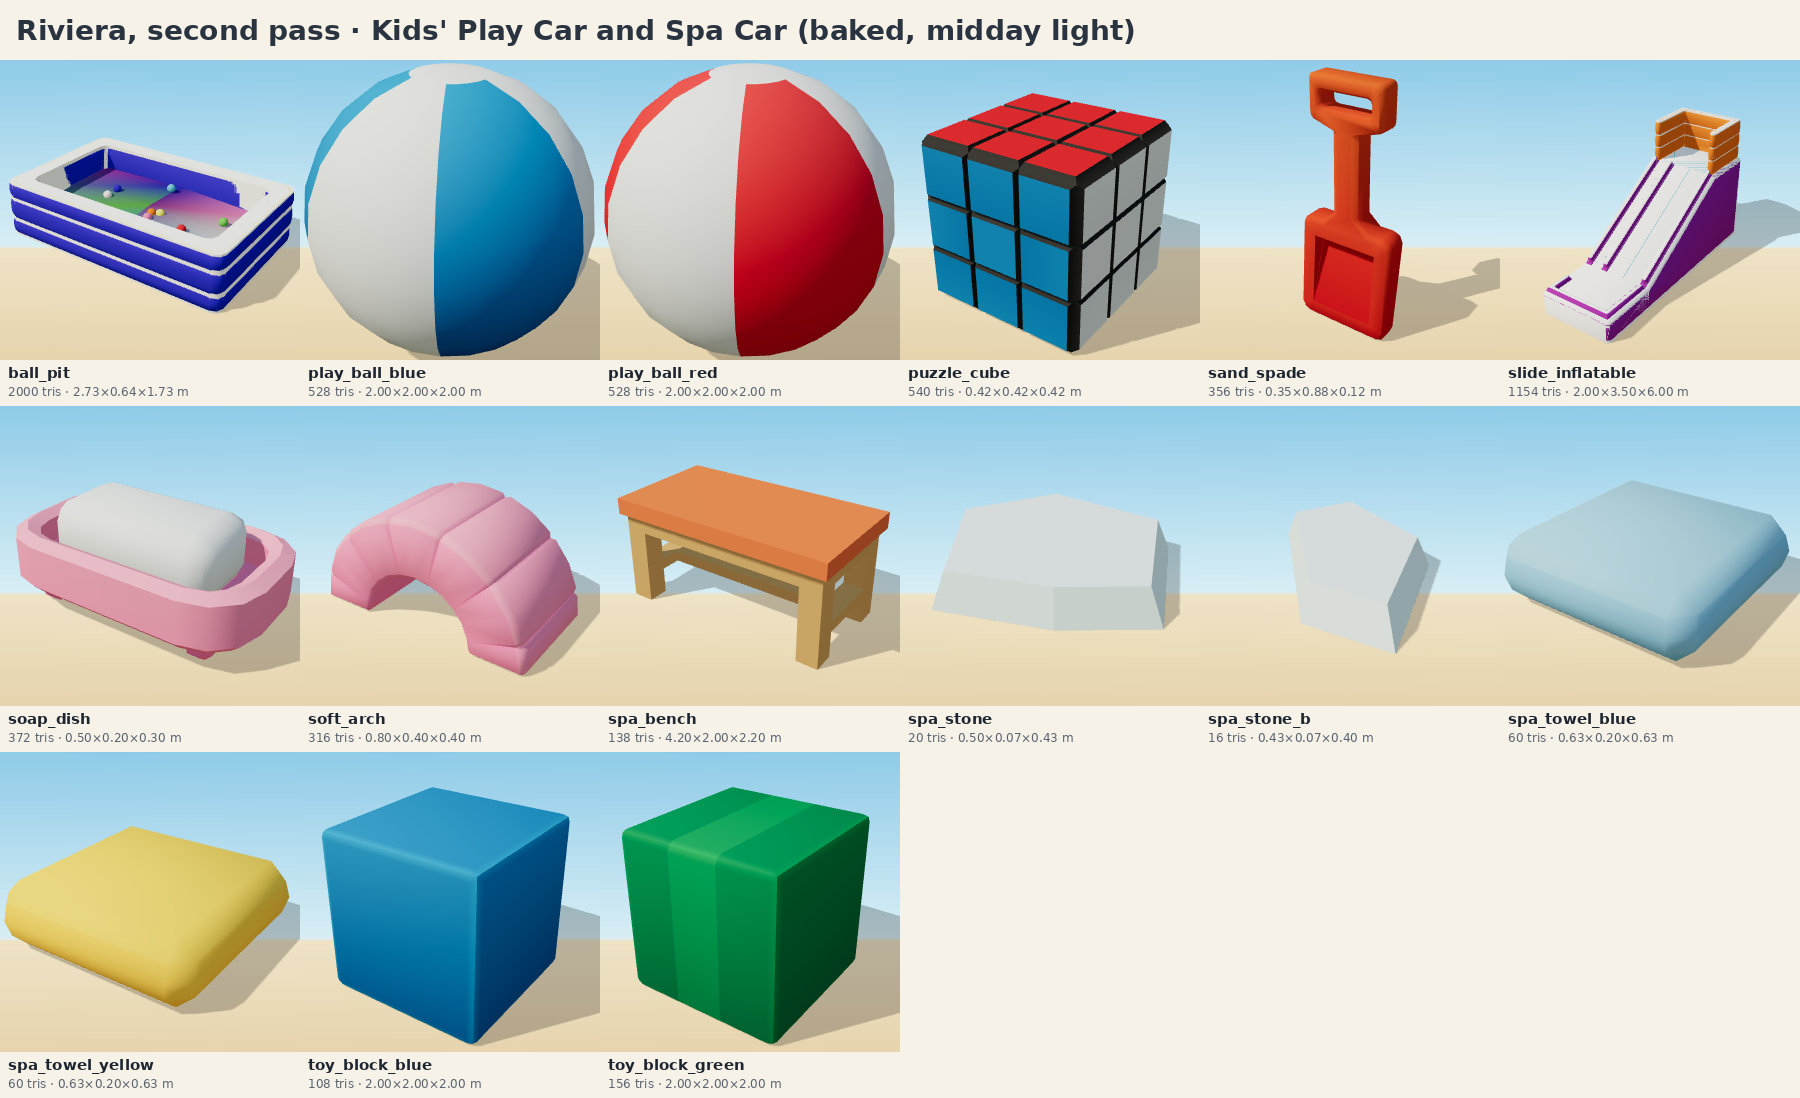 Riviera, second pass · Kids' Play Car and Spa Car (baked, midday light)
ball_pit
2000 tris · 2.73×0.64×1.73 m
play_ball_blue
528 tris · 2.00×2.00×2.00 m
play_ball_red
528 tris · 2.00×2.00×2.00 m
puzzle_cube
540 tris · 0.42×0.42×0.42 m
sand_spade
356 tris · 0.35×0.88×0.12 m
slide_inflatable
1154 tris · 2.00×3.50×6.00 m
soap_dish
372 tris · 0.50×0.20×0.30 m
soft_arch
316 tris · 0.80×0.40×0.40 m
spa_bench
138 tris · 4.20×2.00×2.20 m
spa_stone
20 tris · 0.50×0.07×0.43 m
spa_stone_b
16 tris · 0.43×0.07×0.40 m
spa_towel_blue
60 tris · 0.63×0.20×0.63 m
spa_towel_yellow
60 tris · 0.63×0.20×0.63 m
toy_block_blue
108 tris · 2.00×2.00×2.00 m
toy_block_green
156 tris · 2.00×2.00×2.00 m